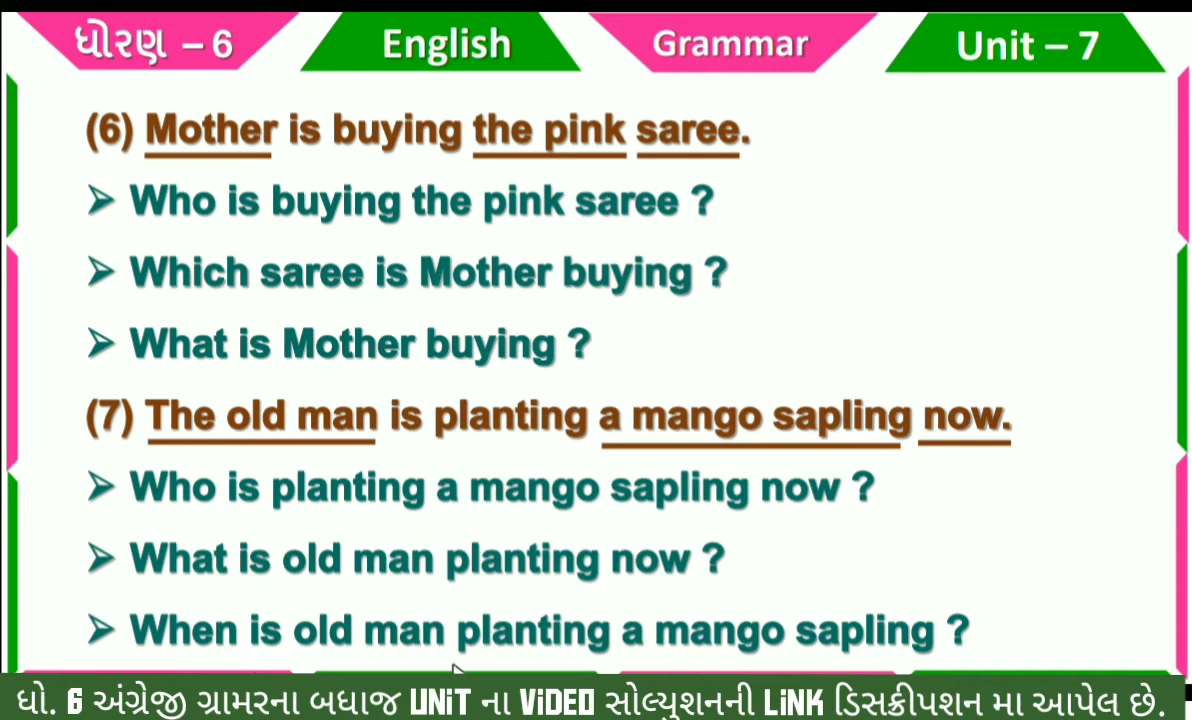 ધોરણ – 6
English
Grammar
Unit – 7
(6) Mother is buying the pink saree.
➢ Who is buying the pink saree ?
➢ Which saree is Mother buying ?
➢ What is Mother buying ?
(7) The old man is planting a mango sapling now.
➢ Who is planting a mango sapling now ?
➢ What is old man planting now ?
➢ When is old man planting a mango sapling ?
ધો. 6 અંગ્રેજી ગ્રામરના બધાજ UNiT ના ViDEO સોલ્યુશનની LiNK ડિસક્રીપશન મા આપેલ છે.